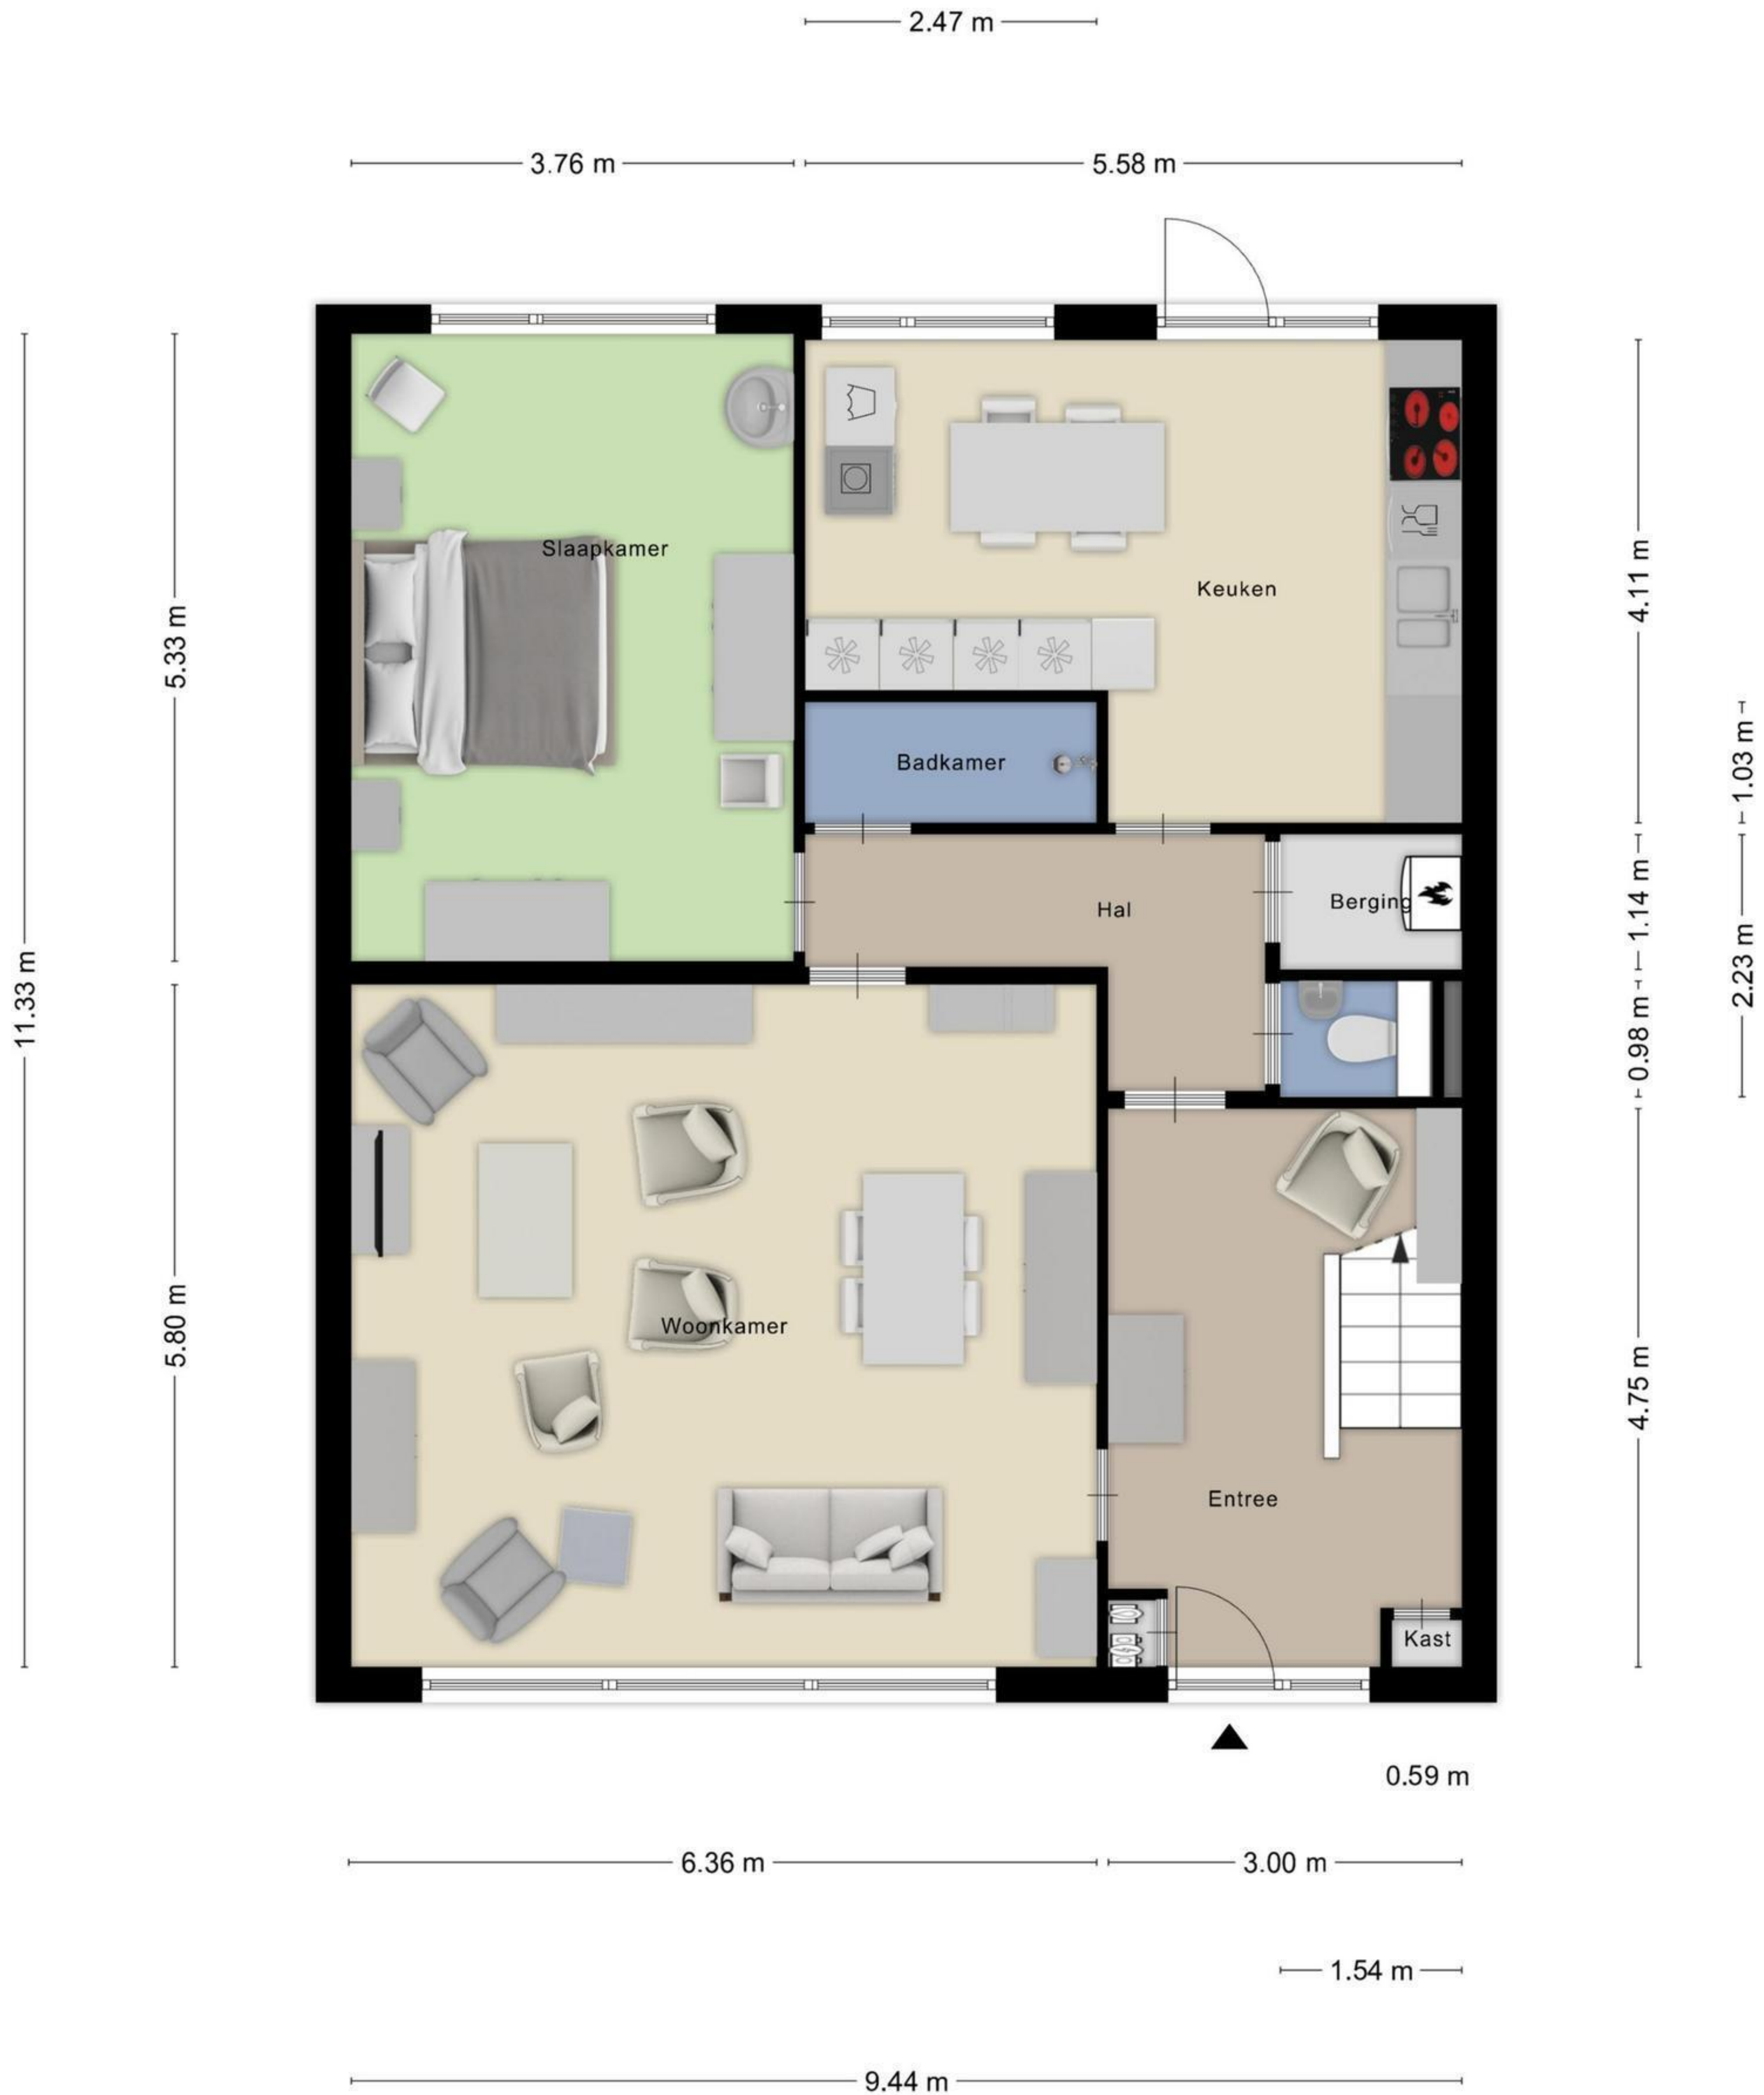 2.47 m
3.76 m
5.58 m
Slaapkamer
Keuken
4.11 m
5.33 m
Badkamer
1.03 m
Hal
Berging
1.14 m
2.23 m
11.33 m
0.98 m
Woonkamer
5.80 m
4.75 m
Entree
Kast
0.59 m
6.36 m
3.00 m
1.54 m
9.44 m